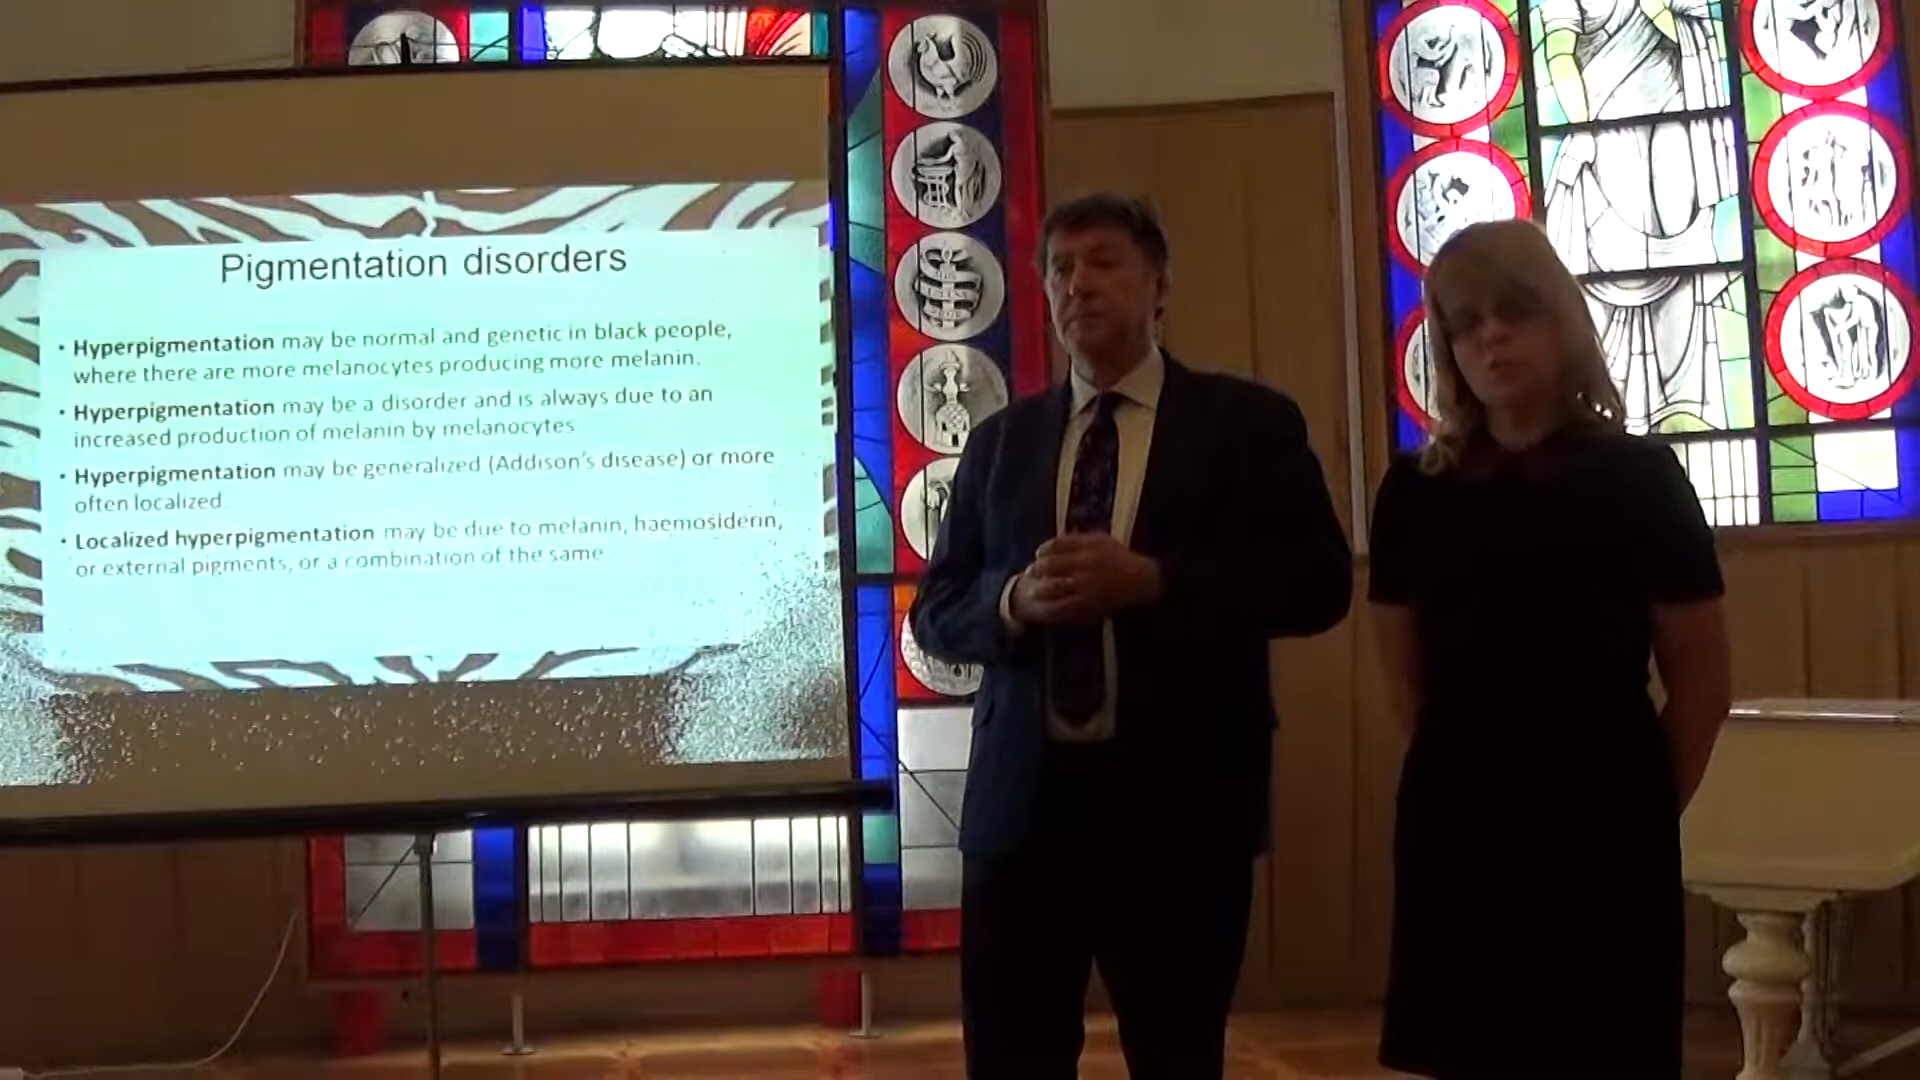 Pigmentation disorders
• Hyperpigmentation may be normal and genetic in black people,
where there are more melanocytes producing more melanin.
• Hyperpigmentation may be a disorder and is always due to an
increased production of melanin by melanocytes
• Hyperpigmentation may be generalized (Addison's disease) or more
often localized
• Localized hyperpigmentation may be due to melanin, haemosiderin,
or external pigments, or a combination of the same